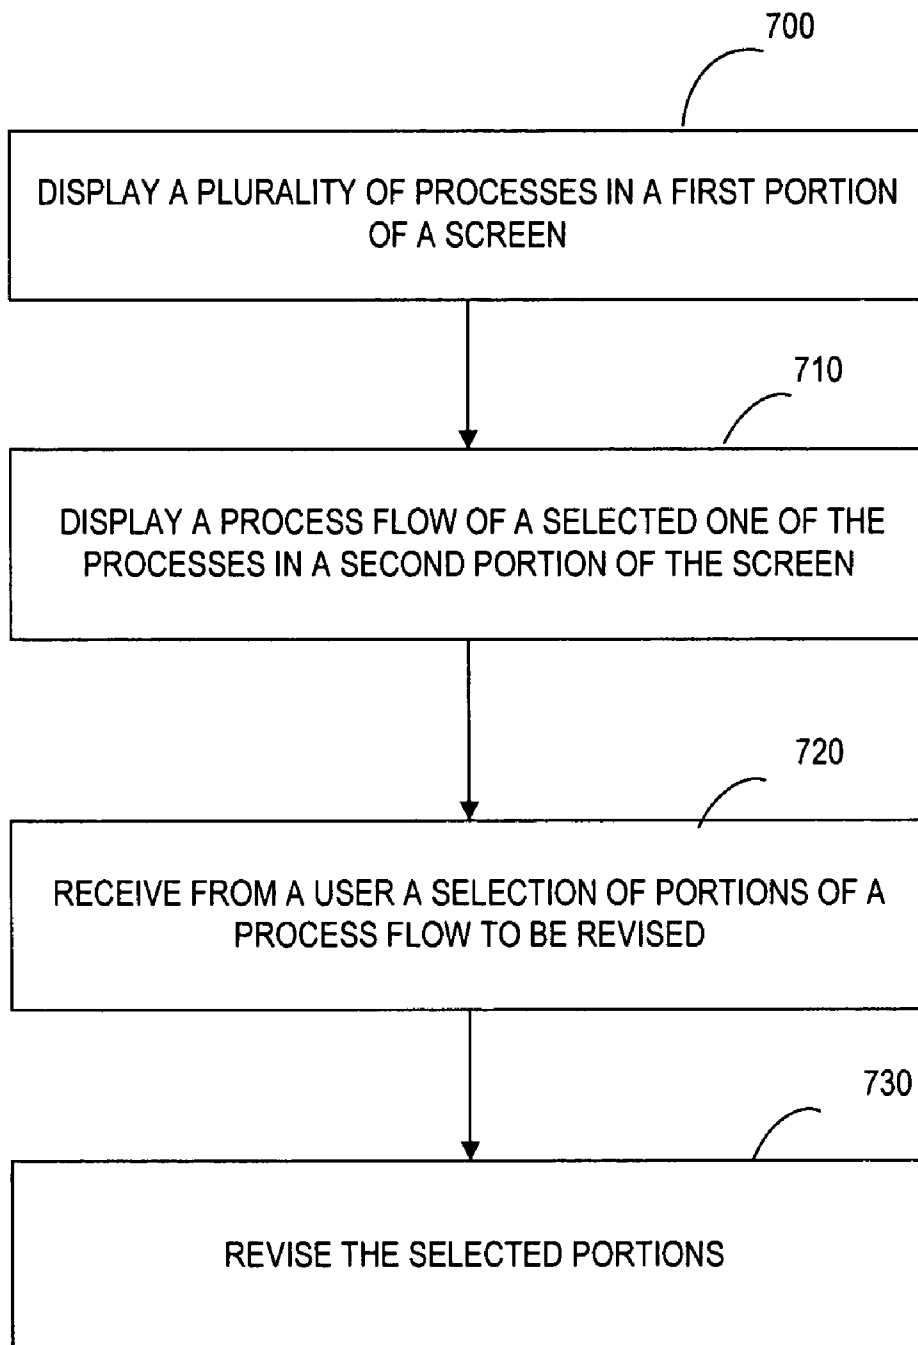 700
DISPLAY A PLURALITY OF PROCESSES IN A FIRST PORTION
OF A SCREEN
710
DISPLAY A PROCESS FLOW OF A SELECTED ONE OF THE
PROCESSES IN A SECOND PORTION OF THE SCREEN
720
RECEIVE FROM A USER A SELECTION OF PORTIONS OF A
PROCESS FLOW TO BE REVISED
730
REVISE THE SELECTED PORTIONS